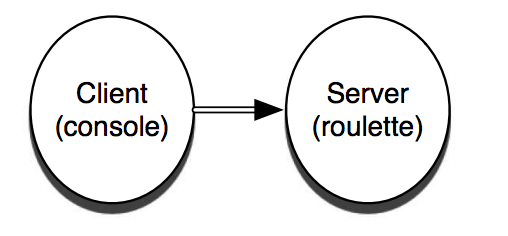 Client
(console)
Server
(roulette)